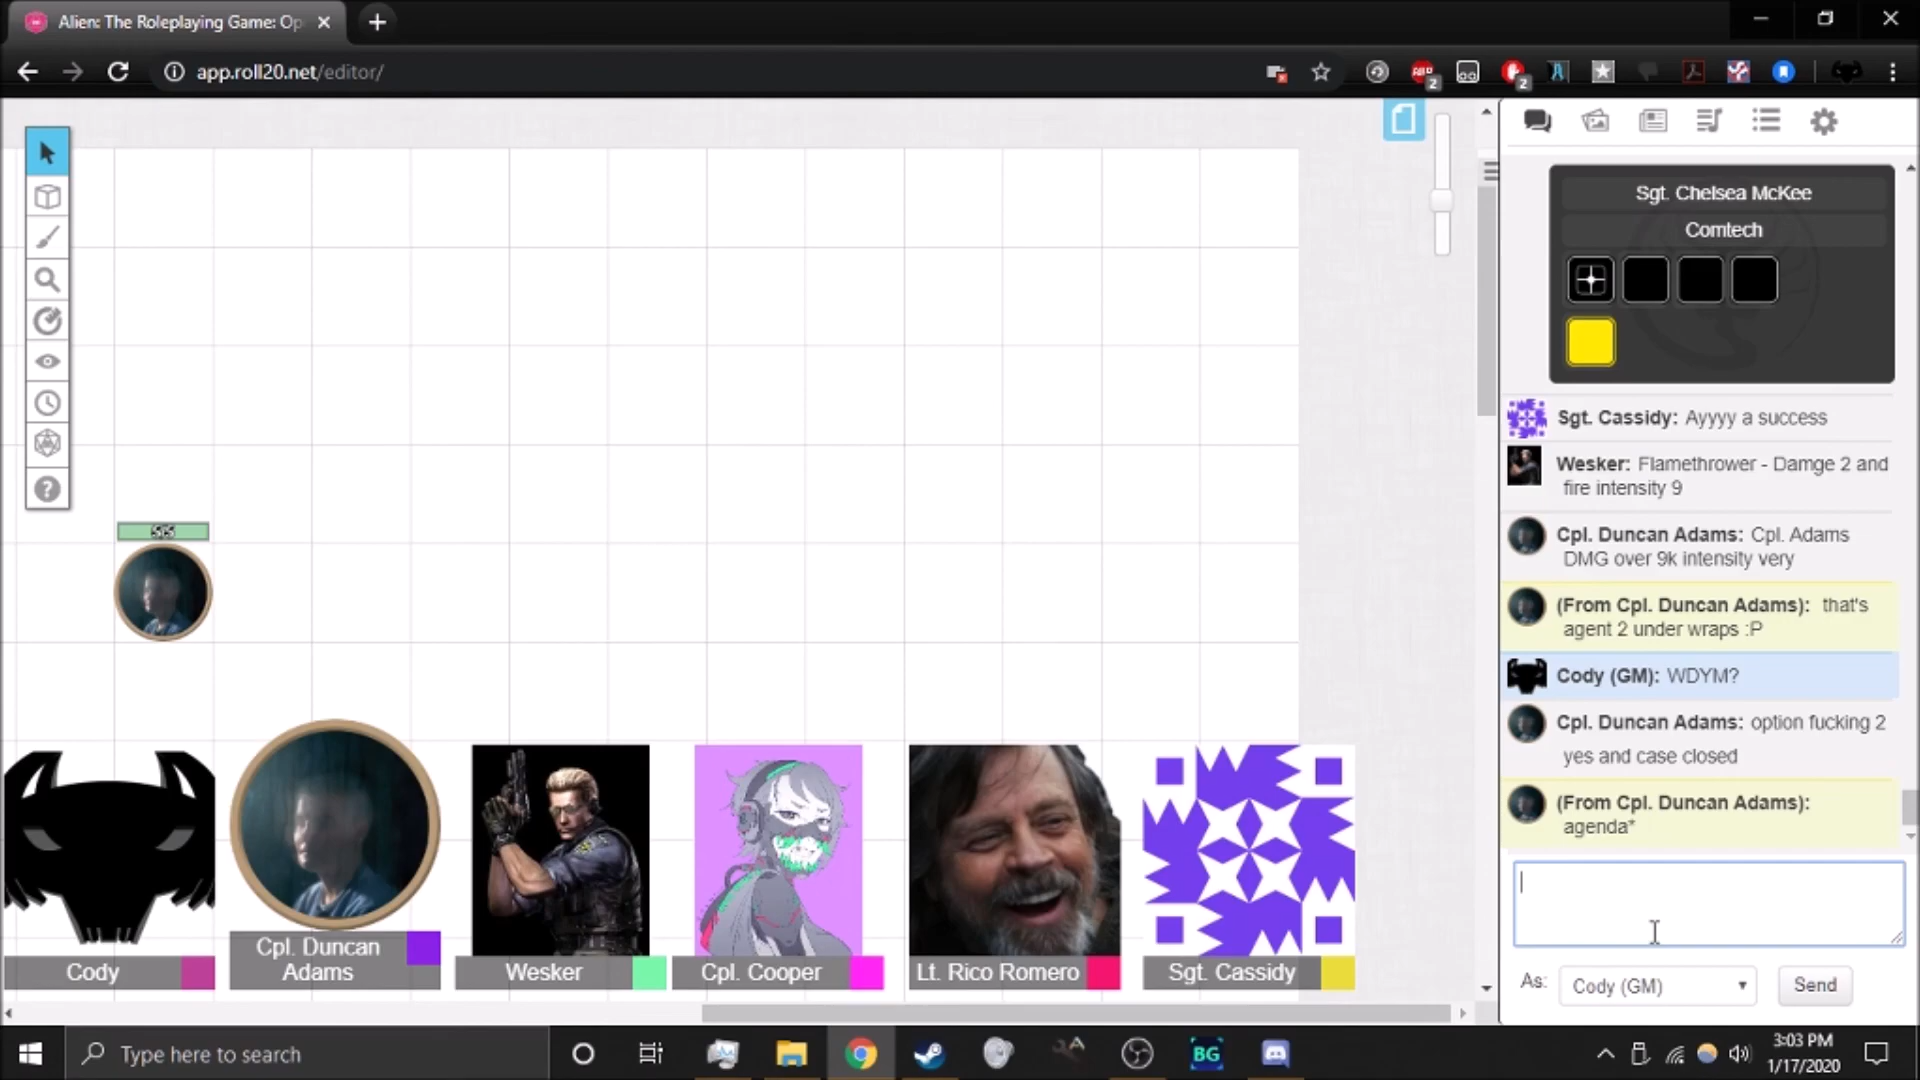 Alien: The Roleplaying Game: Op
app.roll20.net/editor/
ABP
2
2
Sgt. Chelsea McKee
Comtech
Sgt. Cassidy: Ayyyy a success
Wesker: Flamethrower - Damge 2 and
fire intensity 9
Cpl. Duncan Adams: Cpl. Adams
DMG over 9k intensity very
(From Cpl. Duncan Adams): that's
agent 2 under wraps :P
Cody (GM): WDYM?
Cpl. Duncan Adams: option fucking 2
yes and case closed
(From Cpl. Duncan Adams):
agenda*
Cody
Cpl. Duncan
Adams
Wesker
Cpl. Cooper
Lt. Rico Romero
Sgt. Cassidy
As:
Cody (GM)
Send
Type here to search
BG
3:03 PM
1/17/2020